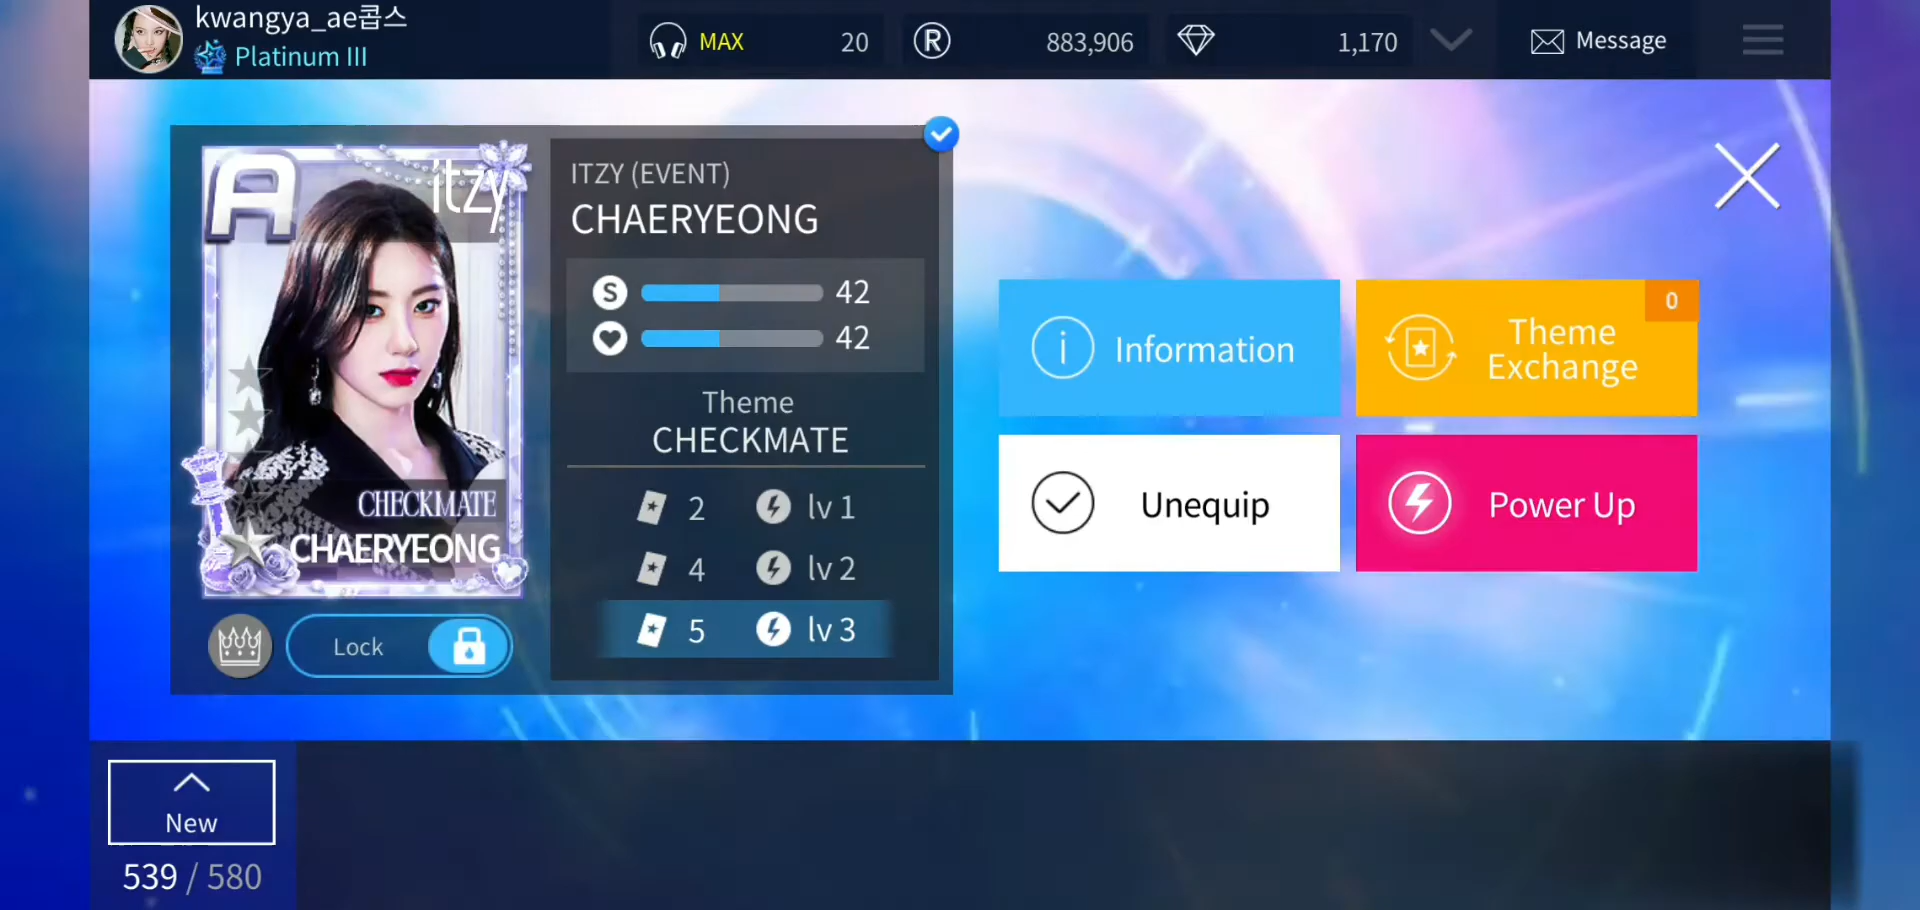 kwangya_ae콥스
Platinum III
MAX 20
R 883,906
1,170
Message
A
itzy
CHECKMATE
CHAERYEONG
Lock
ITZY (EVENT)
CHAERYEONG
S 42
42
Theme
CHECKMATE
2 lv 1
4 lv 2
5 lv 3
Information
0
Theme
Exchange
Unequip
Power Up
New
539 / 580